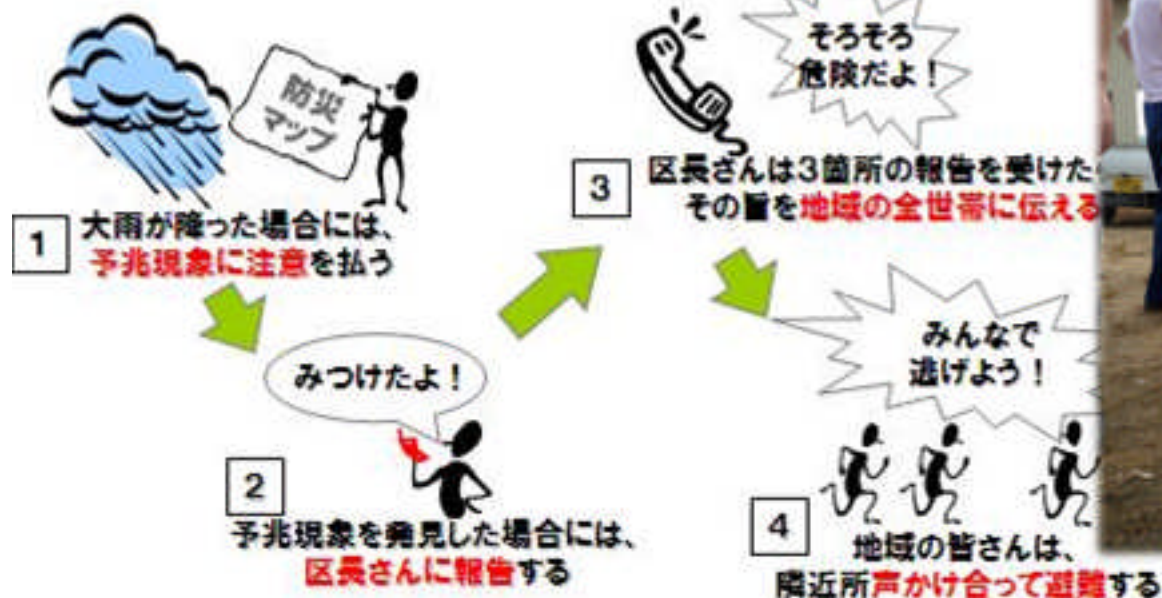 防災
マップ
1
大雨が降った場合には、
予兆現象に注意を払う
みつけたよ！
2
予兆現象を発見した場合には、
区長さんに報告する
そろそろ
危険だよ！
3
区長さんは3箇所の報告を受けた
その旨を地域の全世帯に伝える
みんなで
逃げよう！
4
地域の皆さんは、
隣近所声かけ合って避難する